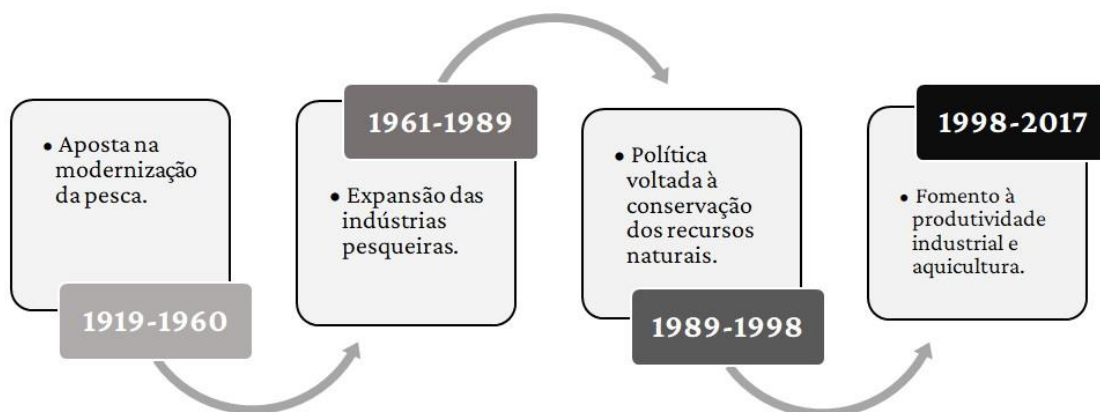 • Aposta na
modernização
da pesca.
1919-1960
1961-1989
• Expansão das
indústrias
pesqueiras.
• Política
voltada à
conservação
dos recursos
naturais.
1989-1998
1998-2017
• Fomento à
produtividade
industrial e
aquicultura.